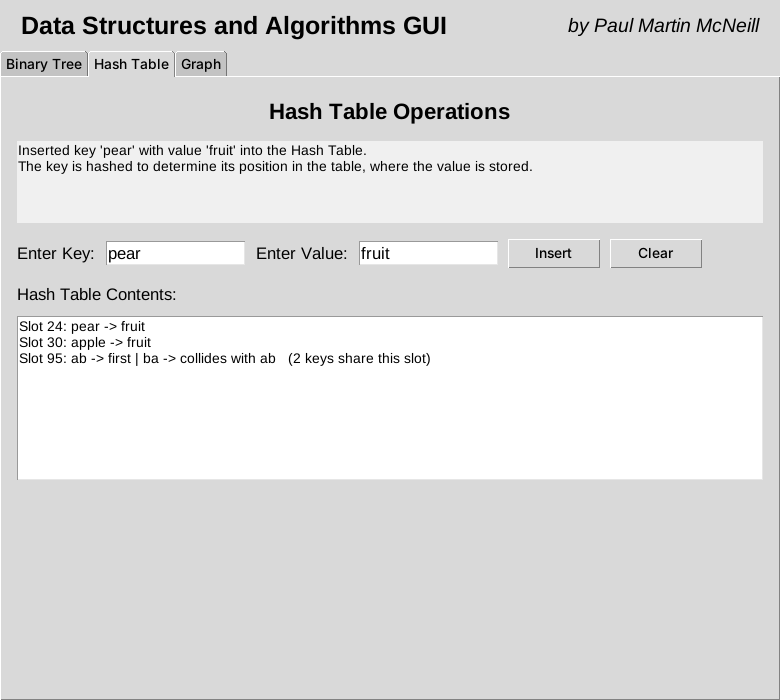 Data Structures and Algorithms GUI by Paul Martin McNeill
Binary Tree Hash Table Graph
Hash Table Operations
Inserted key 'pear' with value 'fruit' into the Hash Table.
The key is hashed to determine its position in the table, where the value is stored.
Enter Key: pear Enter Value: fruit Insert Clear
Hash Table Contents:
Slot 24: pear -> fruit
Slot 30: apple -> fruit
Slot 95: ab -> first | ba -> collides with ab (2 keys share this slot)